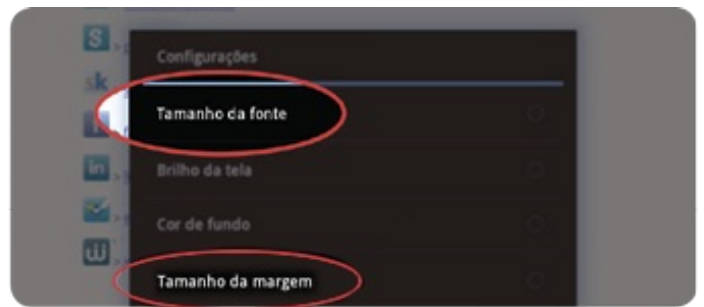 Configurações
Tamanho da fonte
Brilho da tela
Cor de fundo
Tamanho da margem